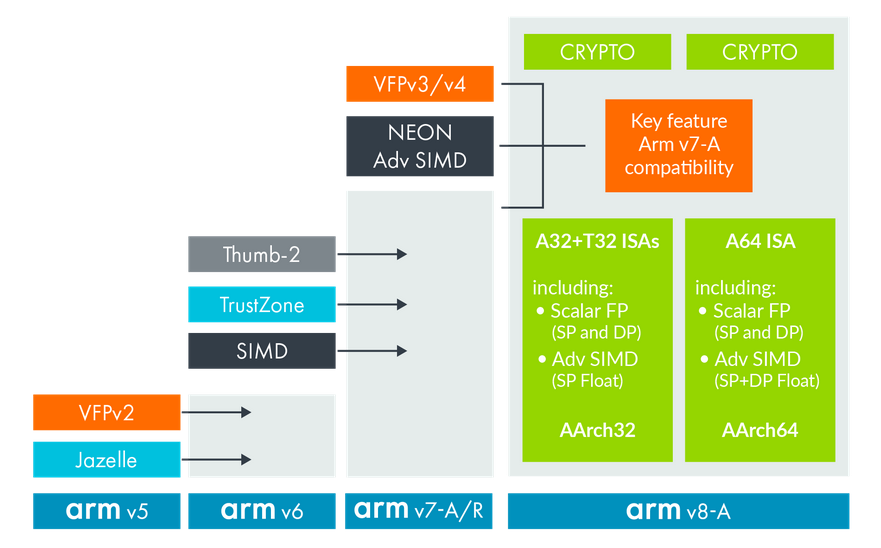 CRYPTO
CRYPTO
VFPv3/v4
NEON
Adv SIMD
Key feature
Arm v7-A
compatibility
Thumb-2
TrustZone
SIMD
A32+T32 ISAs
including:
• Scalar FP
(SP and DP)
• Adv SIMD
(SP Float)
AArch32
A64 ISA
including:
• Scalar FP
(SP and DP)
• Adv SIMD
(SP+DP Float)
AArch64
VFPv2
Jazelle
arm v5
arm v6
arm v7-A/R
arm v8-A